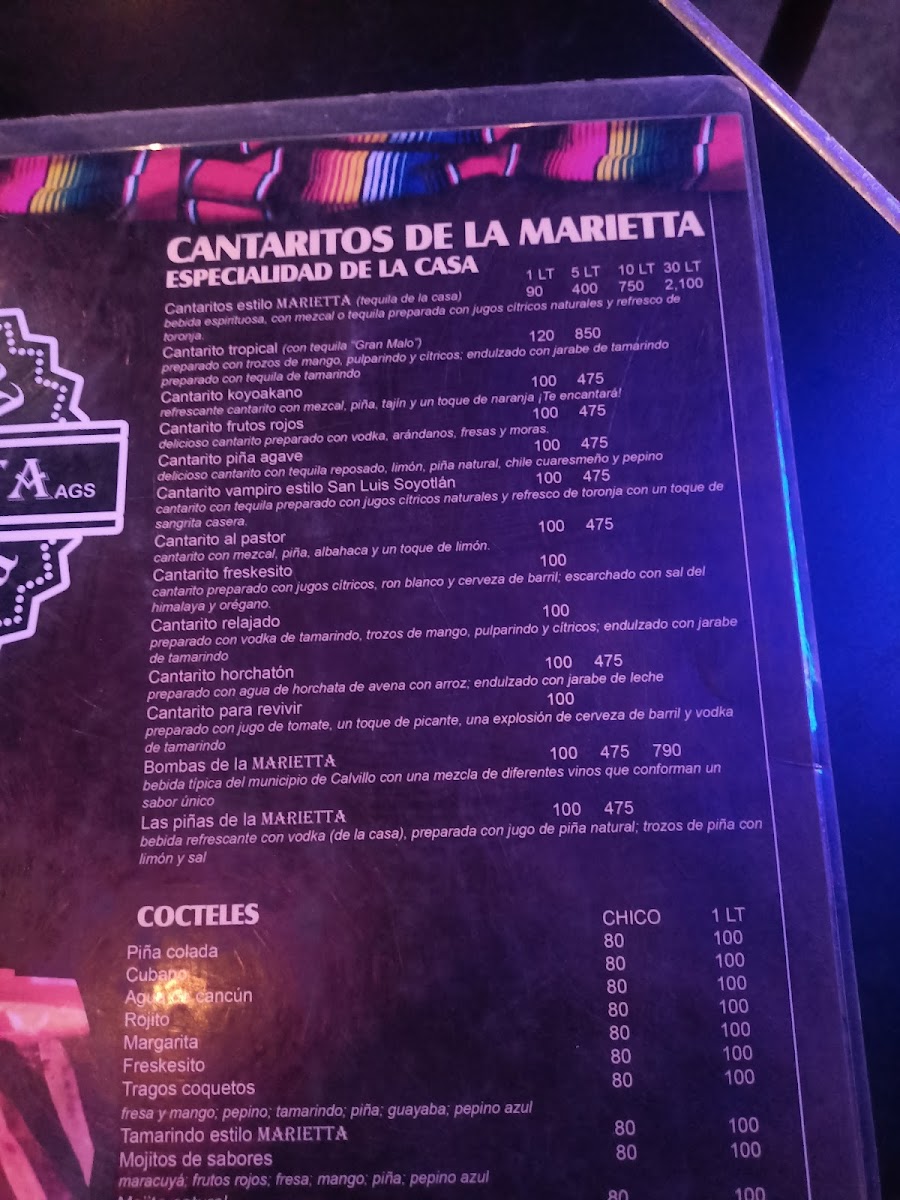 CANTARITOS DE LA MARIETTA
ESPECIALIDAD DE LA CASA
1 LT 5 LT 10 LT 30 LT
Cantaritos estilo MARIETTA (tequila de la casa) 90 400 750 2,100
bebida espirituosa, con mezcal o tequila preparada con jugos cítricos naturales y refresco de
toronja.
Cantarito tropical (con tequila "Gran Malo") 120 850
preparado con trozos de mango, pulparindo y cítricos; endulzado con jarabe de tamarindo
preparado con tequila de tamarindo
Cantarito koyoakano 100 475
refrescante cantarito con mezcal, piña, tajín y un toque de naranja ¡Te encantará!
Cantarito frutos rojos 100 475
delicioso cantarito preparado con vodka, arándanos, fresas y moras.
Cantarito piña agave 100 475
delicioso cantarito con tequila reposado, limón, piña natural, chile cuaresmeño y pepino
Cantarito vampiro estilo San Luis Soyotlán 100 475
cantarito con tequila preparado con jugos cítricos naturales y refresco de toronja con un toque de
sangrita casera.
Cantarito al pastor 100 475
cantarito con mezcal, piña, albahaca y un toque de limón.
Cantarito freskesito 100
cantarito preparado con jugos cítricos, ron blanco y cerveza de barril; escarchado con sal del
himalaya y orégano.
Cantarito relajado 100
preparado con vodka de tamarindo, trozos de mango, pulparindo y cítricos; endulzado con jarabe
de tamarindo
Cantarito horchatón 100 475
preparado con agua de horchata de avena con arroz; endulzado con jarabe de leche
Cantarito para revivir 100
preparado con jugo de tomate, un toque de picante, una explosión de cerveza de barril y vodka
de tamarindo
Bombas de la MARIETTA 100 475 790
bebida típica del municipio de Calvillo con una mezcla de diferentes vinos que conforman un
sabor único
Las piñas de la MARIETTA 100 475
bebida refrescante con vodka (de la casa), preparada con jugo de piña natural; trozos de piña con
limón y sal
TA AGS
COCTELES CHICO 1 LT
Piña colada 80 100
Cubano 80 100
Agua de cancún 80 100
Rojito 80 100
Margarita 80 100
Freskesito 80 100
Tragos coquetos 80 100
fresa y mango; pepino; tamarindo; piña; guayaba; pepino azul
Tamarindo estilo MARIETTA 80 100
Mojitos de sabores 80 100
maracuyá; frutos rojos; fresa; mango; piña; pepino azul
Mojito natural 80 100